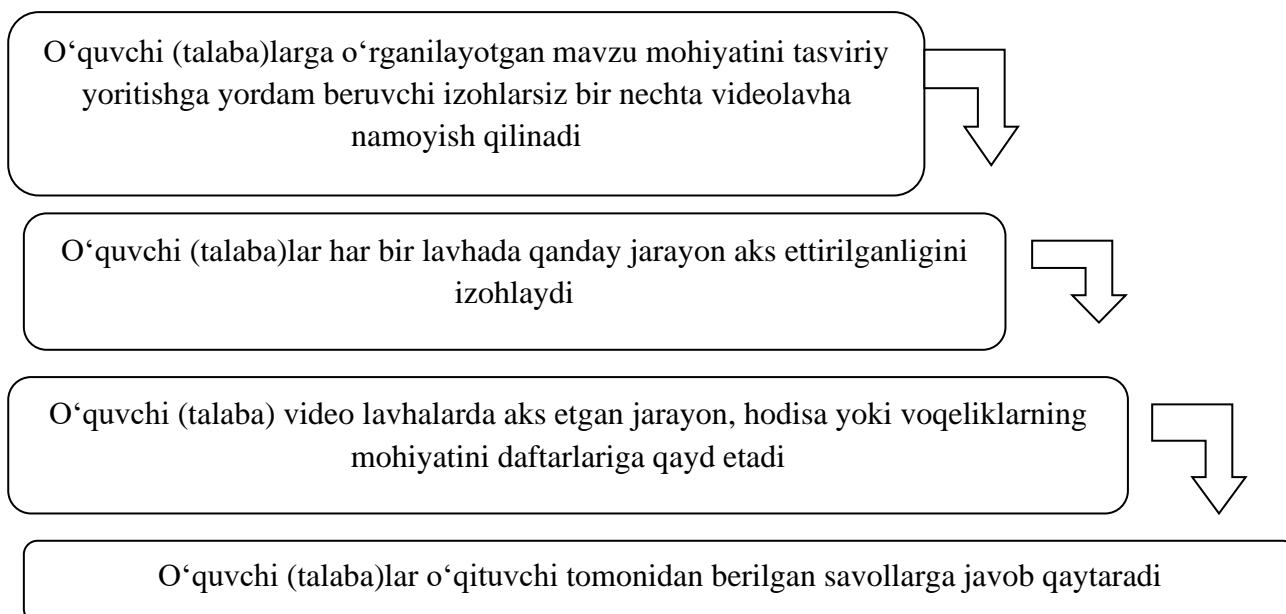 O‘quvchi (talaba)larga o‘rganilayotgan mavzu mohiyatini tasviriy
yoritishga yordam beruvchi izohlarsiz bir nechta videolavha
namoyish qilinadi
O‘quvchi (talaba)lar har bir lavhada qanday jarayon aks ettirilganligini
izohlaydi
O‘quvchi (talaba) video lavhalarda aks etgan jarayon, hodisa yoki voqeliklarning
mohiyatini daftarlariga qayd etadi
O‘quvchi (talaba)lar o‘qituvchi tomonidan berilgan savollarga javob qaytaradi